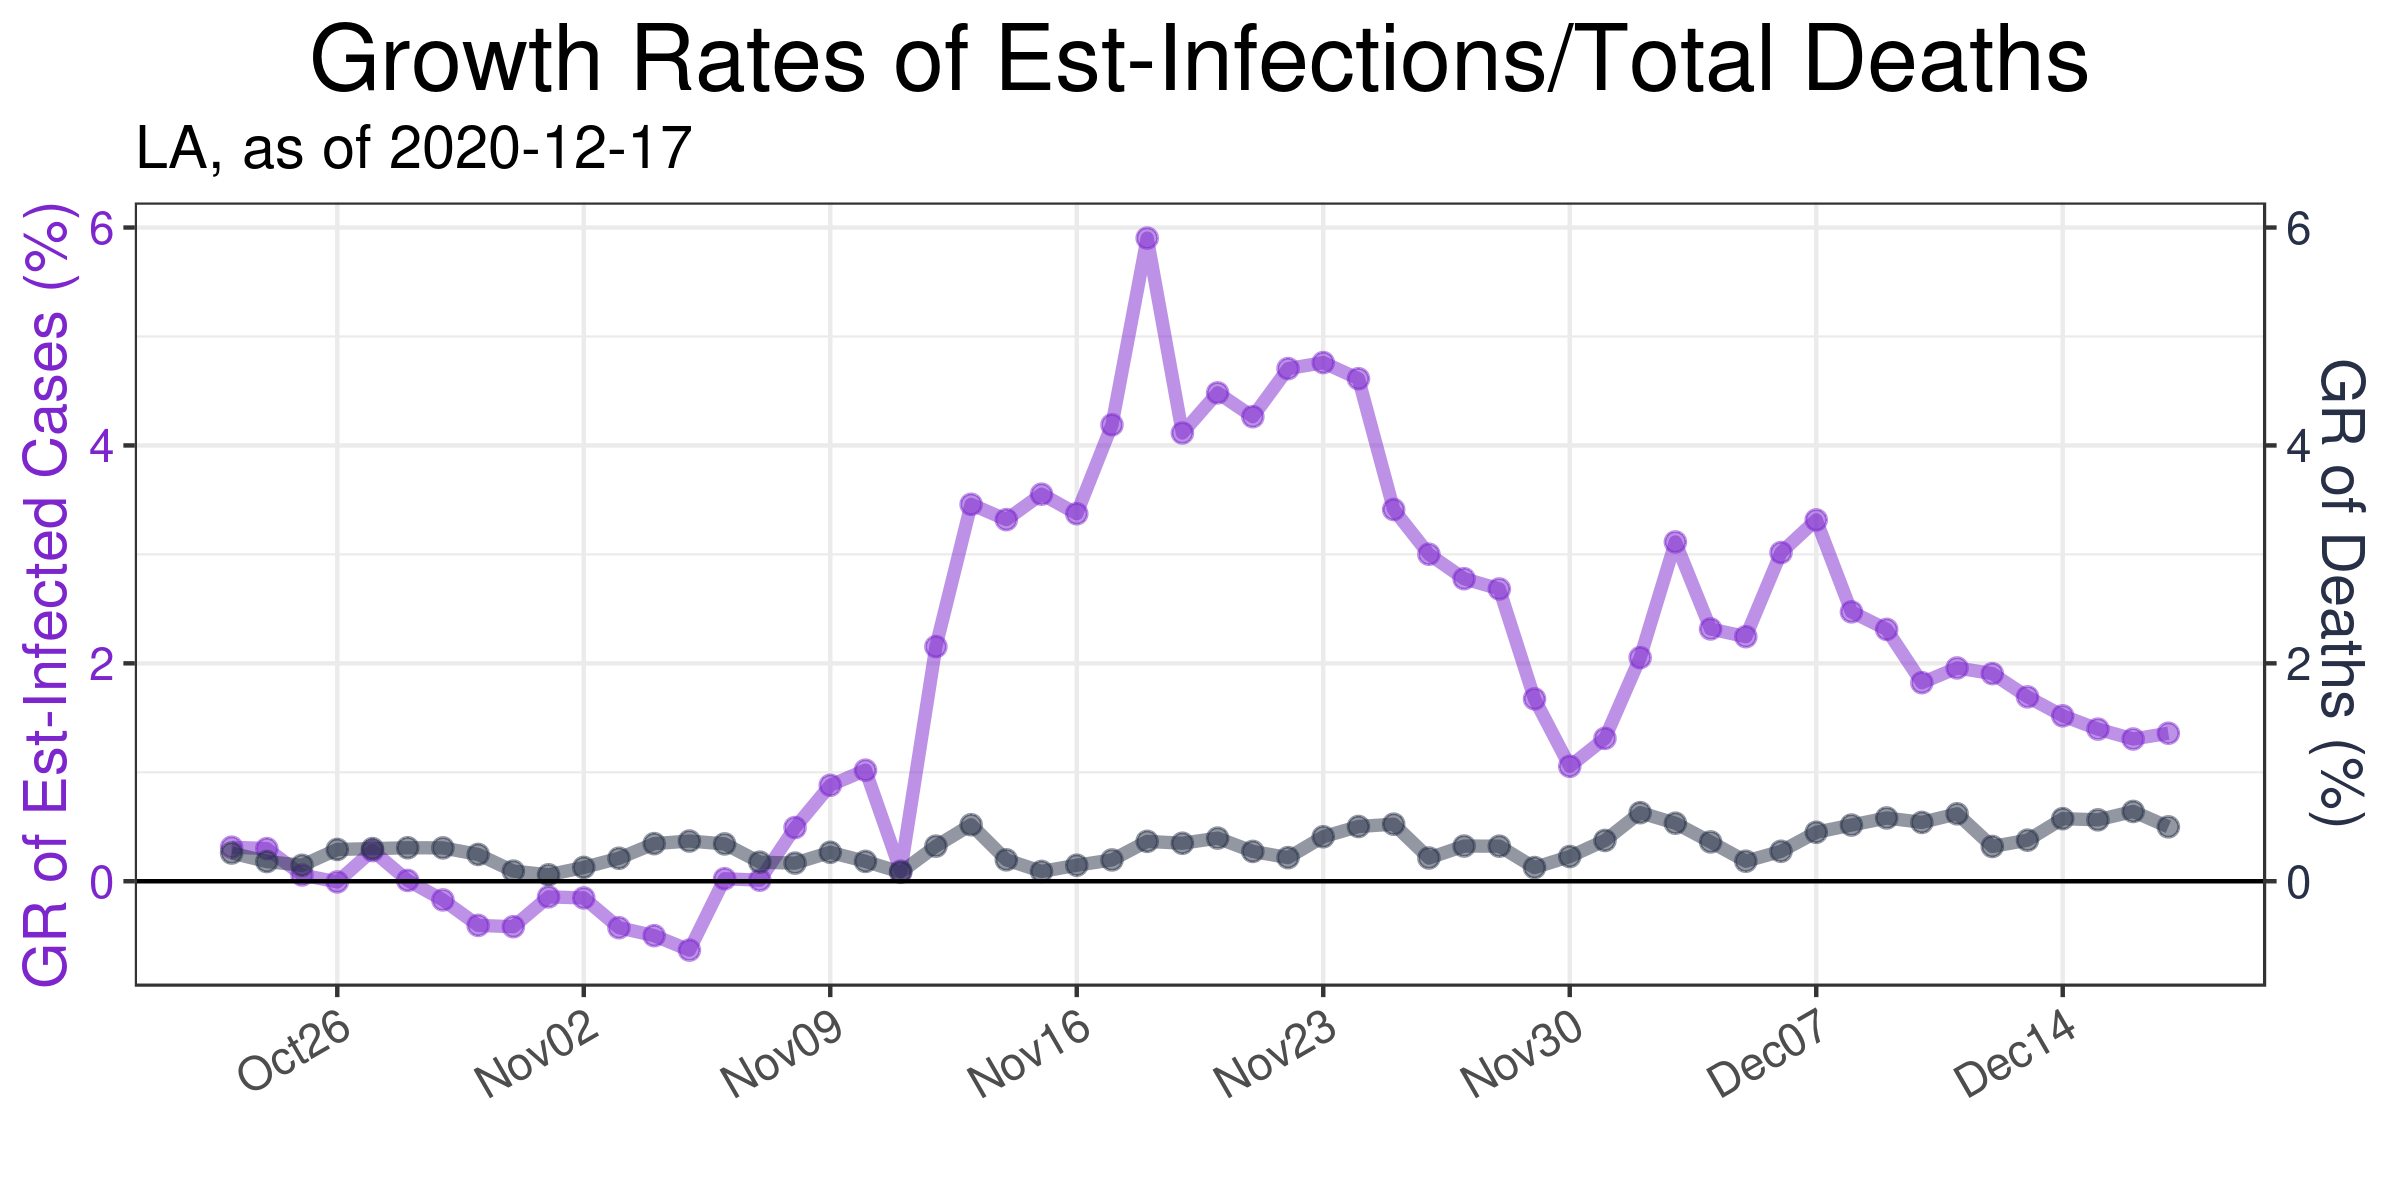 Growth Rates of Est-Infections/Total Deaths
LA, as of 2020-12-17
GR of Est-Infected Cases (%)
6
4
2
0
6
4
2
0
GR of Deaths (%)
Oct26
Nov02
Nov09
Nov16
Nov23
Nov30
Dec07
Dec14